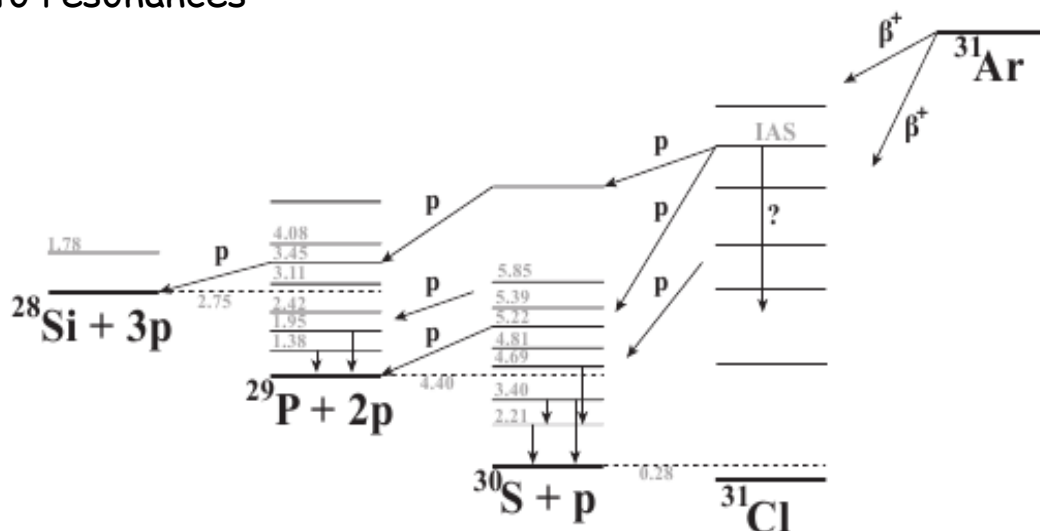 ro resonances
β⁺
³¹Ar
β⁺
IAS
p
p
?
p
p
p
p
p
1.78
²⁸Si + 3p
2.75
4.08
3.45
3.11
2.42
1.95
1.38
²⁹P + 2p
4.40
5.85
5.39
5.22
4.81
4.69
3.40
2.21
³⁰S + p
0.28
³¹Cl